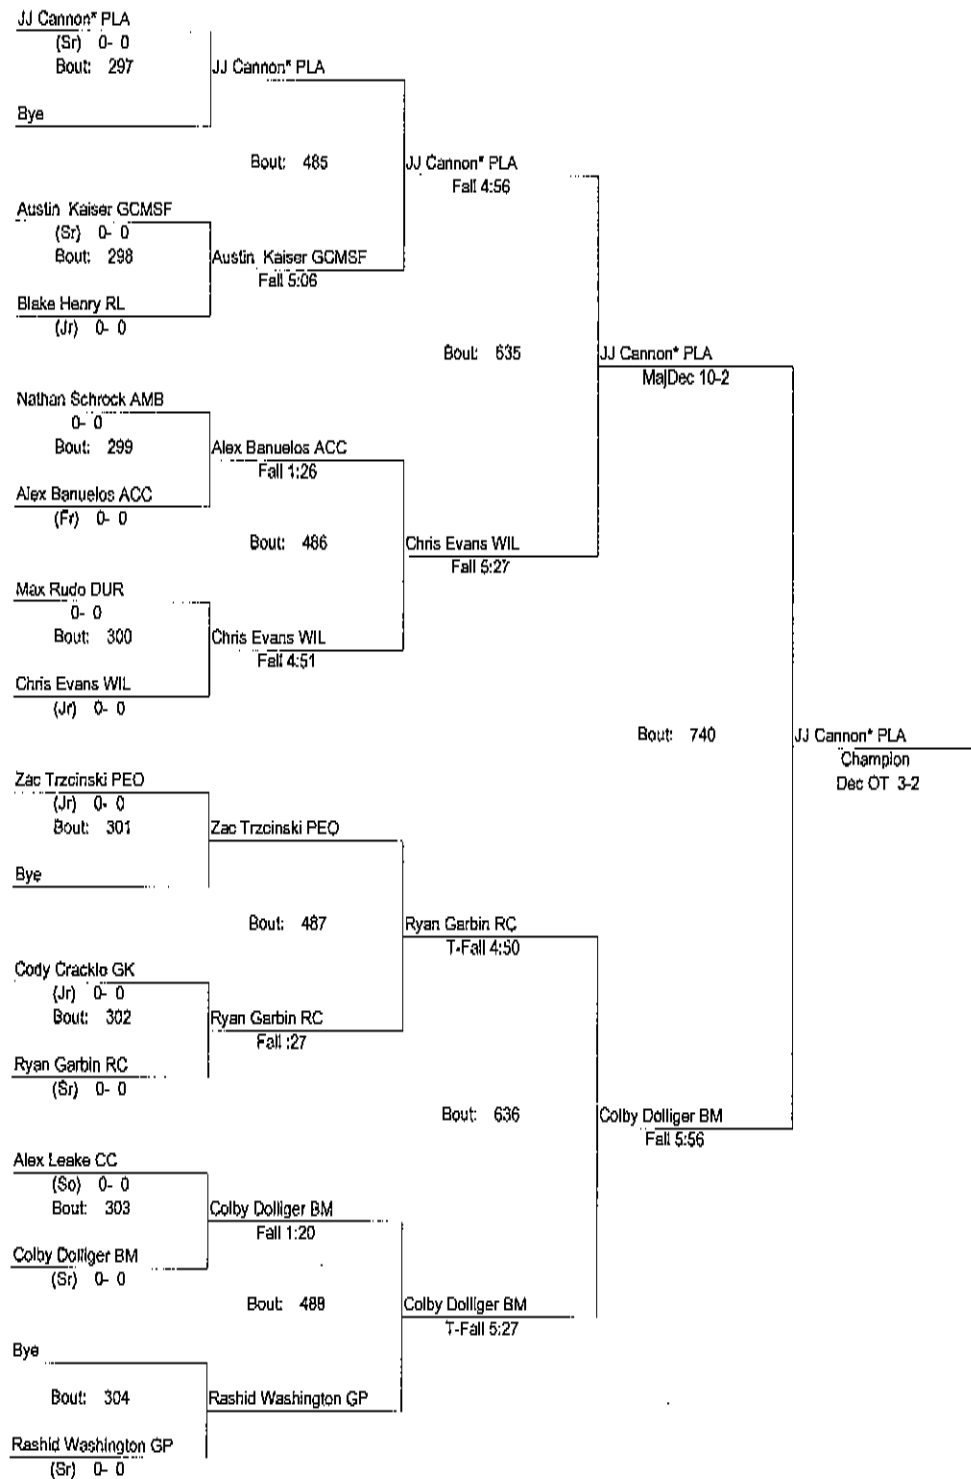 JJ Cannon* PLA
(Sr) 0- 0
Bout: 297
JJ Cannon* PLA
Bye
Bout: 485
JJ Cannon* PLA
Fall 4:56
Austin Kaiser GCMSF
(Sr) 0- 0
Bout: 298
Austin Kaiser GCMSF
Fall 5:06
Blake Henry RL
(Jr) 0- 0
Bout: 635
JJ Cannon* PLA
MajDec 10-2
Nathan Schrock AMB
0- 0
Bout: 299
Alex Banuelos ACC
Fall 1:26
Alex Banuelos ACC
(Fr) 0- 0
Bout: 486
Chris Evans WIL
Fall 5:27
Max Rudo DUR
0- 0
Bout: 300
Chris Evans WIL
Fall 4:51
Chris Evans WIL
(Jr) 0- 0
Bout: 740
JJ Cannon* PLA
Champion
Dec OT 3-2
Zac Trzcinski PEO
(Jr) 0- 0
Bout: 301
Zac Trzcinski PEO
Bye
Bout: 487
Ryan Garbin RC
T-Fall 4:50
Cody Crackle GK
(Jr) 0- 0
Bout: 302
Ryan Garbin RC
Fall :27
Ryan Garbin RC
(Sr) 0- 0
Bout: 636
Colby Dolliger BM
Fall 5:56
Alex Leake CC
(So) 0- 0
Bout: 303
Colby Dolliger BM
Fall 1:20
Colby Dolliger BM
(Sr) 0- 0
Bout: 488
Colby Dolliger BM
T-Fall 5:27
Bye
Bout: 304
Rashid Washington GP
Rashid Washington GP
(Sr) 0- 0